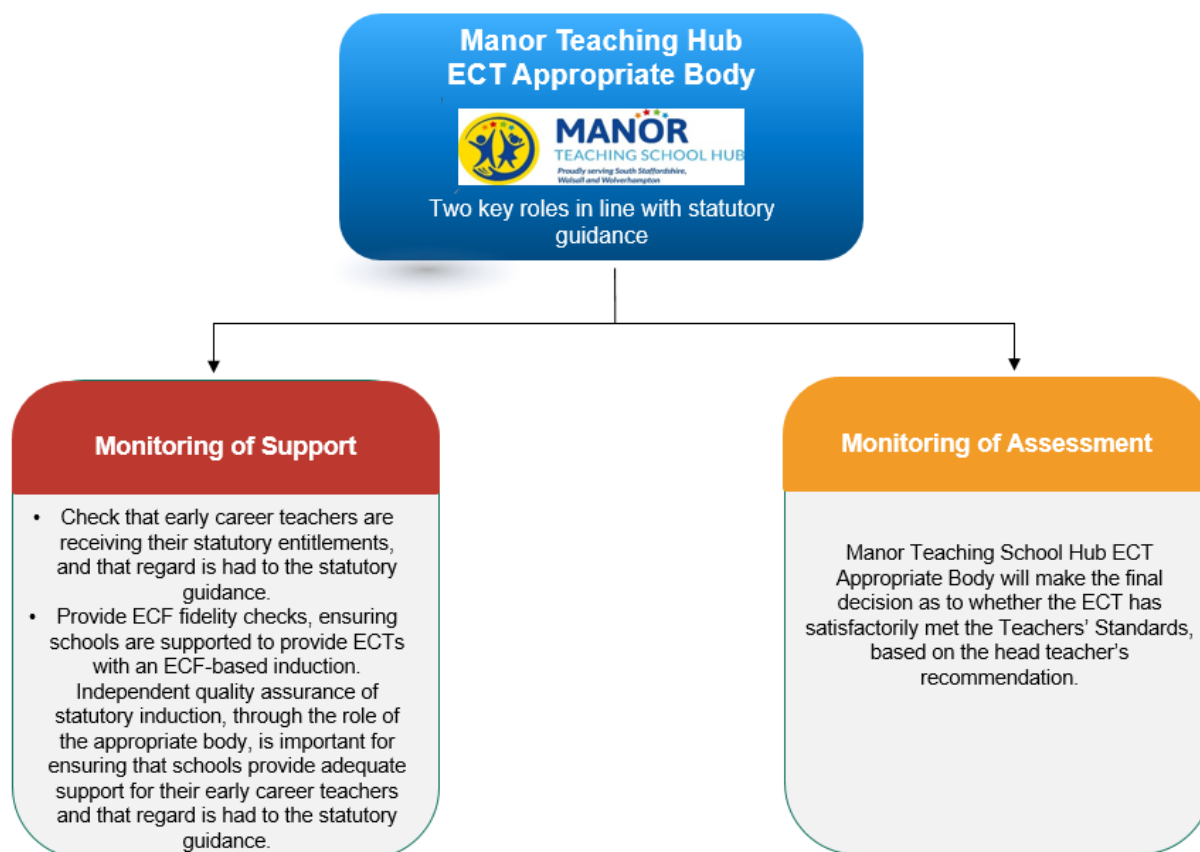 Manor Teaching Hub
ECT Appropriate Body
MANOR
TEACHING SCHOOL HUB
Proudly serving South Staffordshire,
Walsall and Wolverhampton
Two key roles in line with statutory
guidance
Monitoring of Support
• Check that early career teachers are
receiving their statutory entitlements,
and that regard is had to the statutory
guidance.
• Provide ECF fidelity checks, ensuring
schools are supported to provide ECTs
with an ECF-based induction.
Independent quality assurance of
statutory induction, through the role of
the appropriate body, is important for
ensuring that schools provide adequate
support for their early career teachers
and that regard is had to the statutory
guidance.
Monitoring of Assessment
Manor Teaching School Hub ECT
Appropriate Body will make the final
decision as to whether the ECT has
satisfactorily met the Teachers’ Standards,
based on the head teacher’s
recommendation.